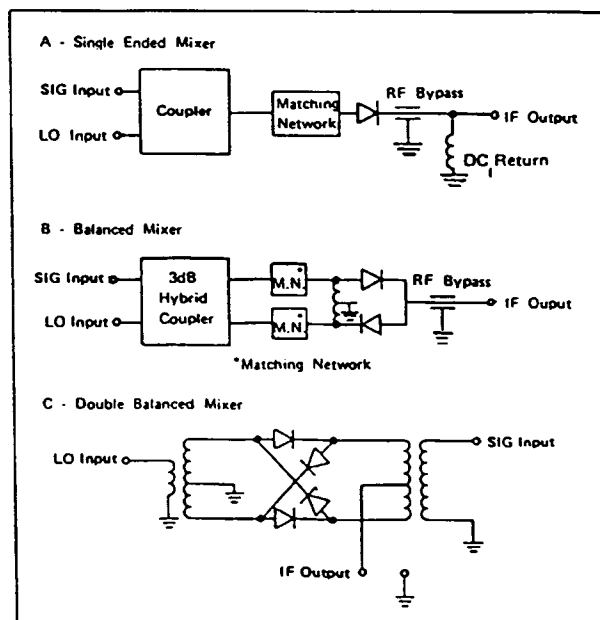 A - Single Ended Mixer
SIG Input
LO Input
Coupler
Matching
Network
RF Bypass
IF Output
DC Return
B - Balanced Mixer
SIG Input
LO Input
3dB
Hybrid
Coupler
M.N.*
M.N.*
RF Bypass
IF Ouput
*Matching Network
C - Double Balanced Mixer
LO Input
SIG Input
IF Output